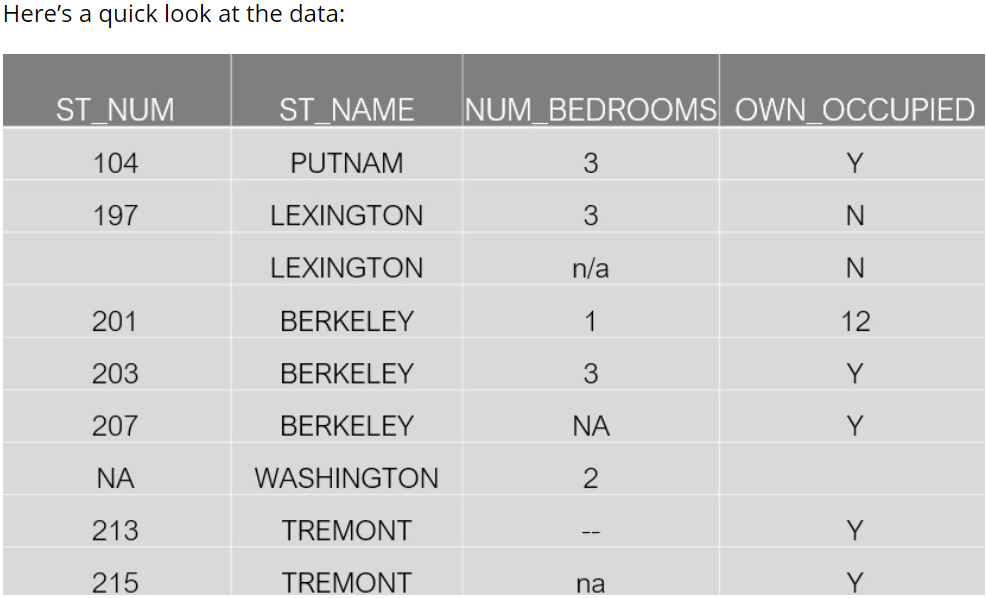 Here’s a quick look at the data:
ST_NUM ST_NAME NUM_BEDROOMS OWN_OCCUPIED
104 PUTNAM 3 Y
197 LEXINGTON 3 N
LEXINGTON n/a N
201 BERKELEY 1 12
203 BERKELEY 3 Y
207 BERKELEY NA Y
NA WASHINGTON 2
213 TREMONT -- Y
215 TREMONT na Y